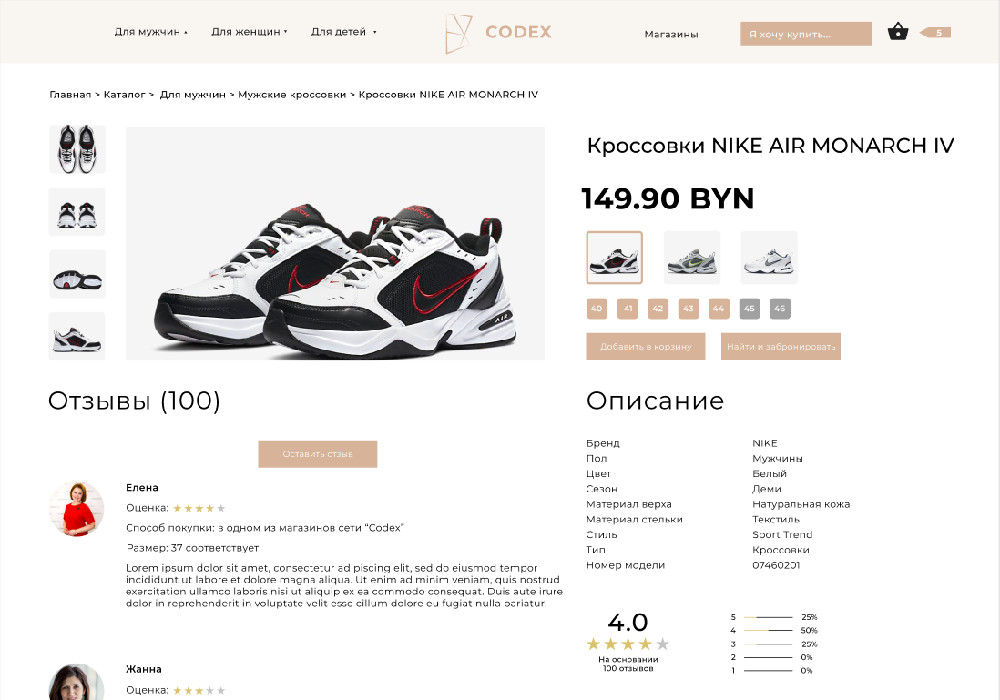 Для мужчин
Для женщин
Для детей
CODEX
Магазины
Я хочу купить...
5
Главная > Каталог > Для мужчин > Мужские кроссовки > Кроссовки NIKE AIR MONARCH IV
Кроссовки NIKE AIR MONARCH IV
149.90 BYN
AIR
40 41 42 43 44 45 46
Добавить в корзину
Найти и забронировать
Отзывы (100)
Оставить отзыв
Елена
Оценка:
Способ покупки: в одном из магазинов сети “Codex”
Размер: 37 соответствует
Lorem ipsum dolor sit amet, consectetur adipiscing elit, sed do eiusmod tempor
incididunt ut labore et dolore magna aliqua. Ut enim ad minim veniam, quis nostrud
exercitation ullamco laboris nisi ut aliquip ex ea commodo consequat. Duis aute irure
dolor in reprehenderit in voluptate velit esse cillum dolore eu fugiat nulla pariatur.
Жанна
Оценка:
Описание
Бренд NIKE
Пол Мужчины
Цвет Белый
Сезон Деми
Материал верха Натуральная кожа
Материал стельки Текстиль
Стиль Sport Trend
Тип Кроссовки
Номер модели 07460201
4.0
На основании
100 отзывов
5 25%
4 50%
3 25%
2 0%
1 0%